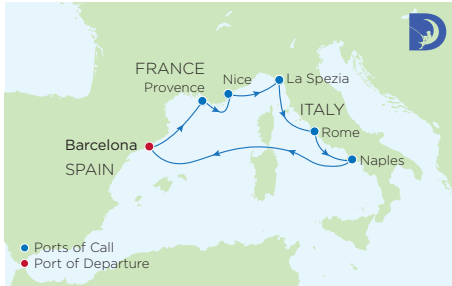 FRANCE
Provence
Nice
La Spezia
ITALY
Rome
Barcelona
SPAIN
Naples
Ports of Call
Port of Departure